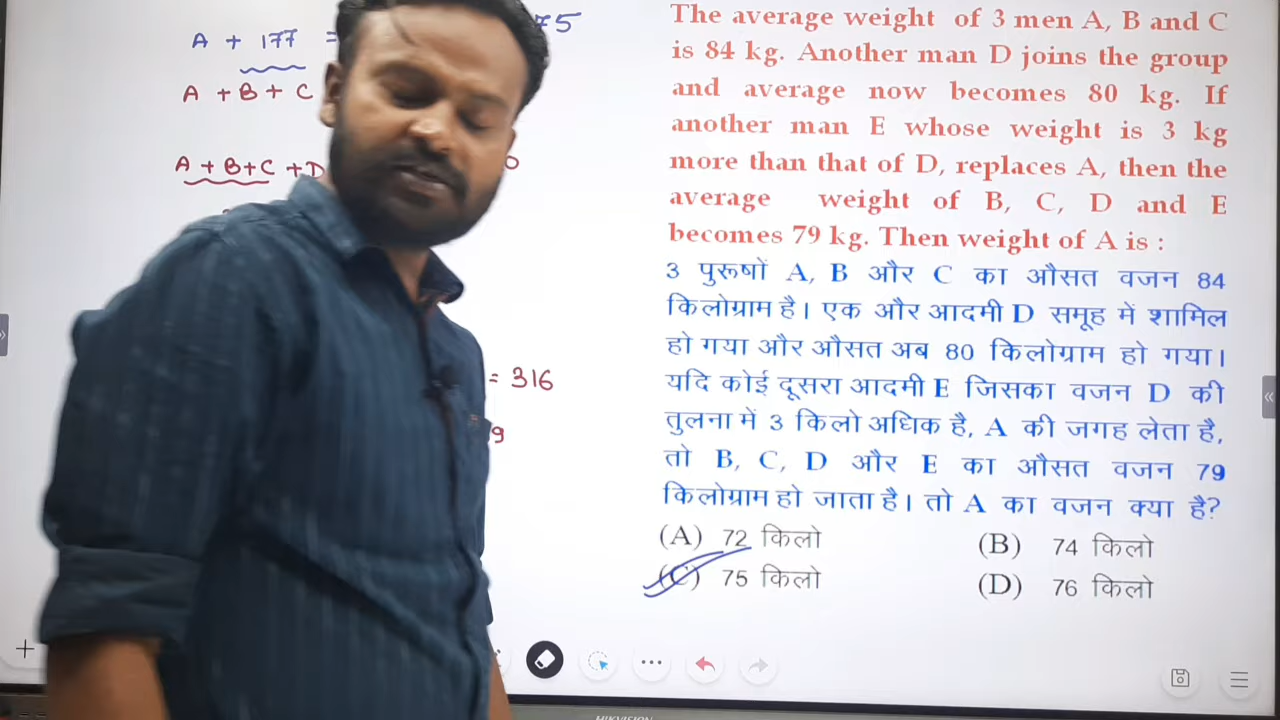 A + 177 = 75
A + B + C
A + B + C + D
0
= 316
9
The average weight of 3 men A, B and C
is 84 kg. Another man D joins the group
and average now becomes 80 kg. If
another man E whose weight is 3 kg
more than that of D, replaces A, then the
average weight of B, C, D and E
becomes 79 kg. Then weight of A is :
3 पुरूषों A, B और C का औसत वजन 84
किलोग्राम है। एक और आदमी D समूह में शामिल
हो गया और औसत अब 80 किलोग्राम हो गया।
यदि कोई दूसरा आदमी E जिसका वजन D की
तुलना में 3 किलो अधिक है, A की जगह लेता है,
तो B, C, D और E का औसत वजन 79
किलोग्राम हो जाता है। तो A का वजन क्या है?
(A) 72 किलो (B) 74 किलो
(C) 75 किलो (D) 76 किलो
HIKVISION